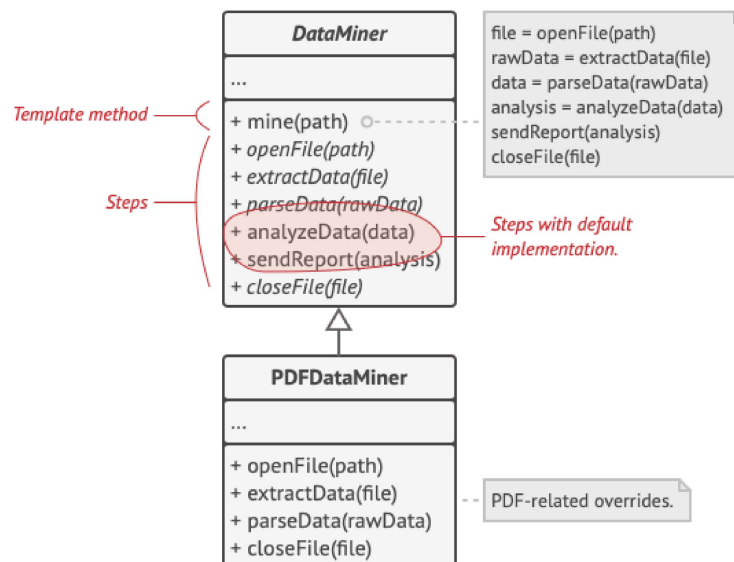 DataMiner
...
Template method
+ mine(path)
file = openFile(path)
rawData = extractData(file)
data = parseData(rawData)
analysis = analyzeData(data)
sendReport(analysis)
closeFile(file)
Steps
+ openFile(path)
+ extractData(file)
+ parseData(rawData)
+ analyzeData(data)
+ sendReport(analysis)
+ closeFile(file)
Steps with default
implementation.
PDFDataMiner
...
+ openFile(path)
+ extractData(file)
+ parseData(rawData)
+ closeFile(file)
PDF-related overrides.